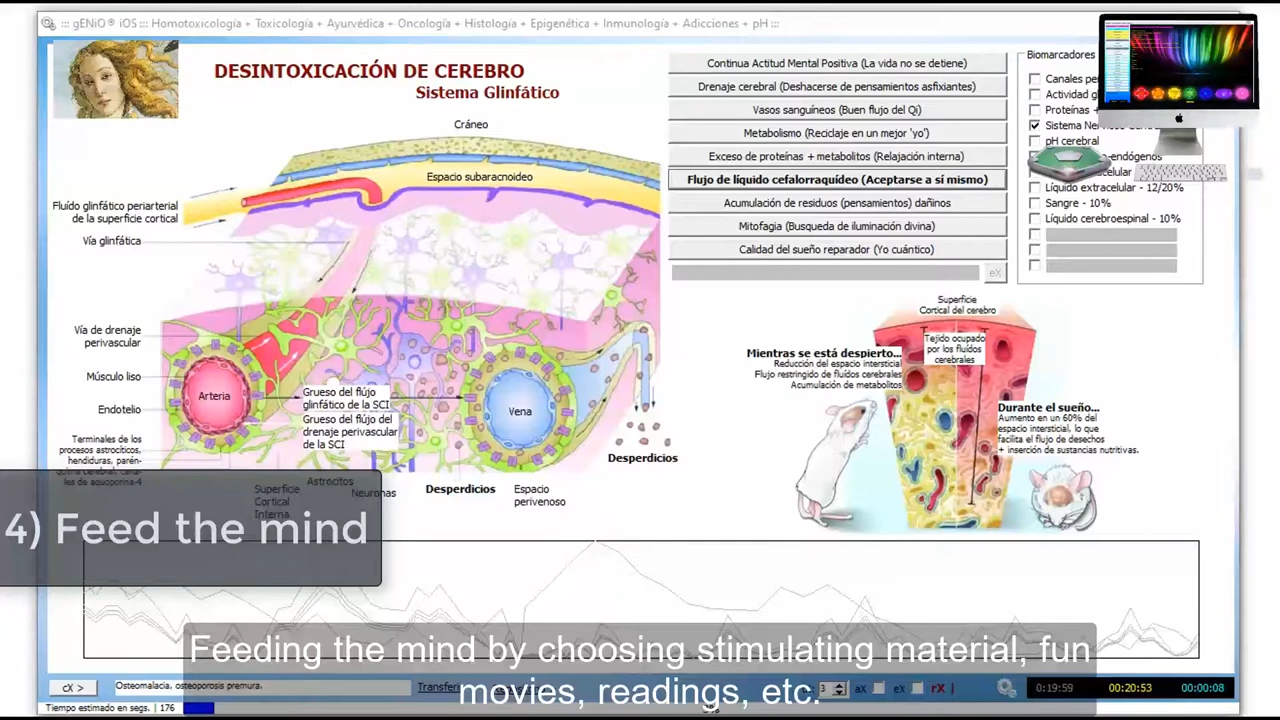 ::: gENiO® iOS ::: Homotoxicología + Toxicología + Ayurvédica + Oncología + Histología + Epigenética + Inmunología + Adicciones + pH :::
DESINTOXICACIÓN DE CEREBRO
Sistema Glinfático
Cráneo
Espacio subaracnoideo
Fluído glinfático periarterial
de la superficie cortical
Vía glinfática
Vía de drenaje
perivascular
Músculo liso
Endotelio
Terminales de los
procesos astrocíticos,
hendiduras, parén-
Arteria
Grueso del flújo
glinfático de la SCI
Grueso del flujo del
drenaje perivascular
de la SCI
Vena
Desperdicios
Astrocitos
Neuronas
Superficie
Cortical
Interna
Desperdicios
Espacio
perivenoso
Continua Actitud Mental Positiva (La vida no se detiene)
Drenaje cerebral (Deshacerse de pensamientos asfixiantes)
Vasos sanguíneos (Buen flujo del Qi)
Metabolismo (Reciclaje en un mejor 'yo')
Exceso de proteínas + metabolitos (Relajación interna)
Flujo de líquido cefalorraquídeo (Aceptarse a sí mismo)
Acumulación de residuos (pensamientos) dañinos
Mitofagia (Busqueda de iluminación divina)
Calidad del sueño reparador (Yo cuántico)
eX
Biomarcadores
Canales
Actividad
Proteínas +
Sistema
pH cerebral
Líquido extracelular - 12/20%
Sangre - 10%
Líquido cerebroespinal - 10%
Superficie
Cortical del cerebro
Tejido ocupado
por los fluídos
cerebrales
Mientras se está despierto...
Reducción del espacio intersticial
Flujo restringido de fluídos cerebrales
Acumulación de metabolitos
Durante el sueño...
Aumento en un 60% del
espacio intersticial, lo que
facilita el flujo de desechos
+ inserción de sustancias nutritivas.
4) Feed the mind
Feeding the mind by choosing stimulating material, fun
movies, readings, etc.
cX >
Osteomalacia, osteoporosis premura.
Transferi
3
aX
eX
rX
0:19:59
00:20:53
00:00:08
Tiempo estimado en segs. | 176